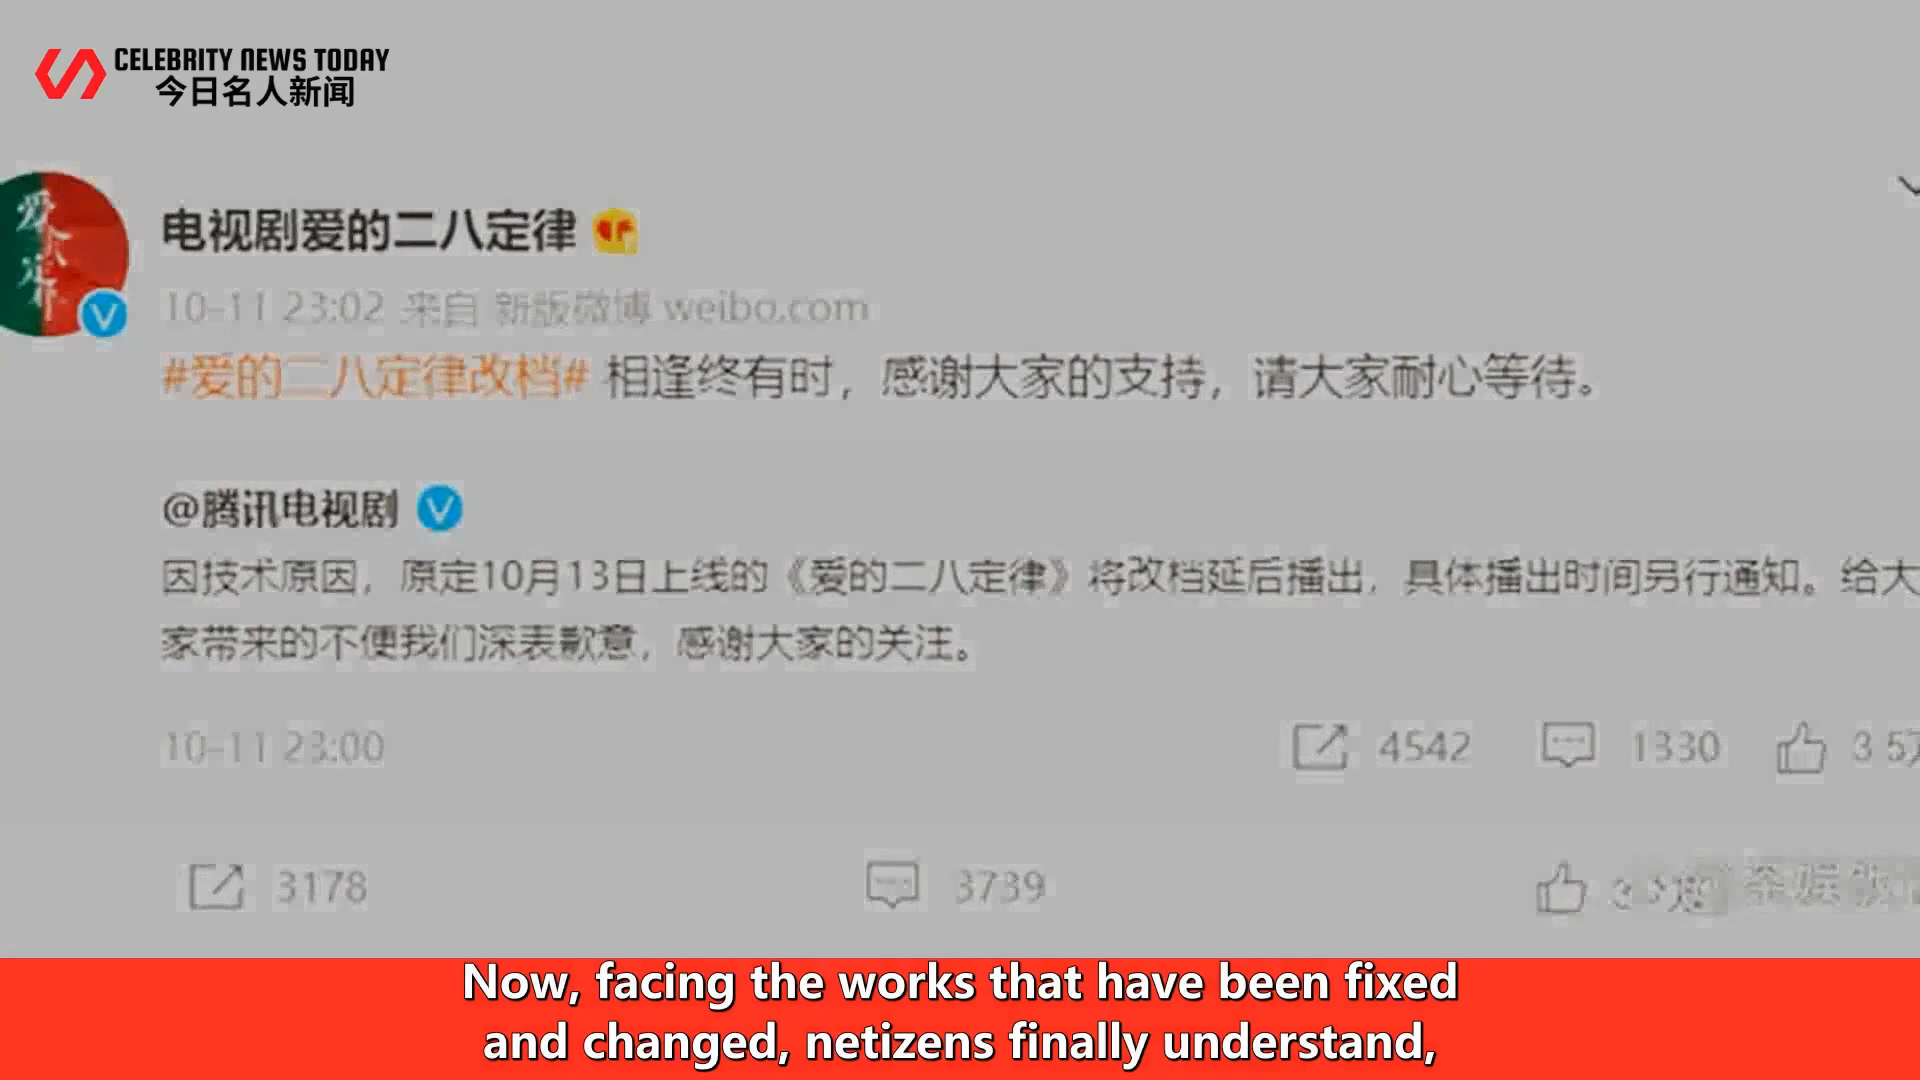 CELEBRITY NEWS TODAY
今日名人新闻
电视剧爱的二八定律
10-11 23:02 来自 新版微博 weibo.com
#爱的二八定律改档# 相逢终有时，感谢大家的支持，请大家耐心等待。
@腾讯电视剧
因技术原因，原定10月13日上线的《爱的二八定律》将改档延后播出，具体播出时间另行通知。给大
家带来的不便我们深表歉意，感谢大家的关注。
10-11 23:00
4542
1330
3178
3739
Now, facing the works that have been fixed
and changed, netizens finally understand,